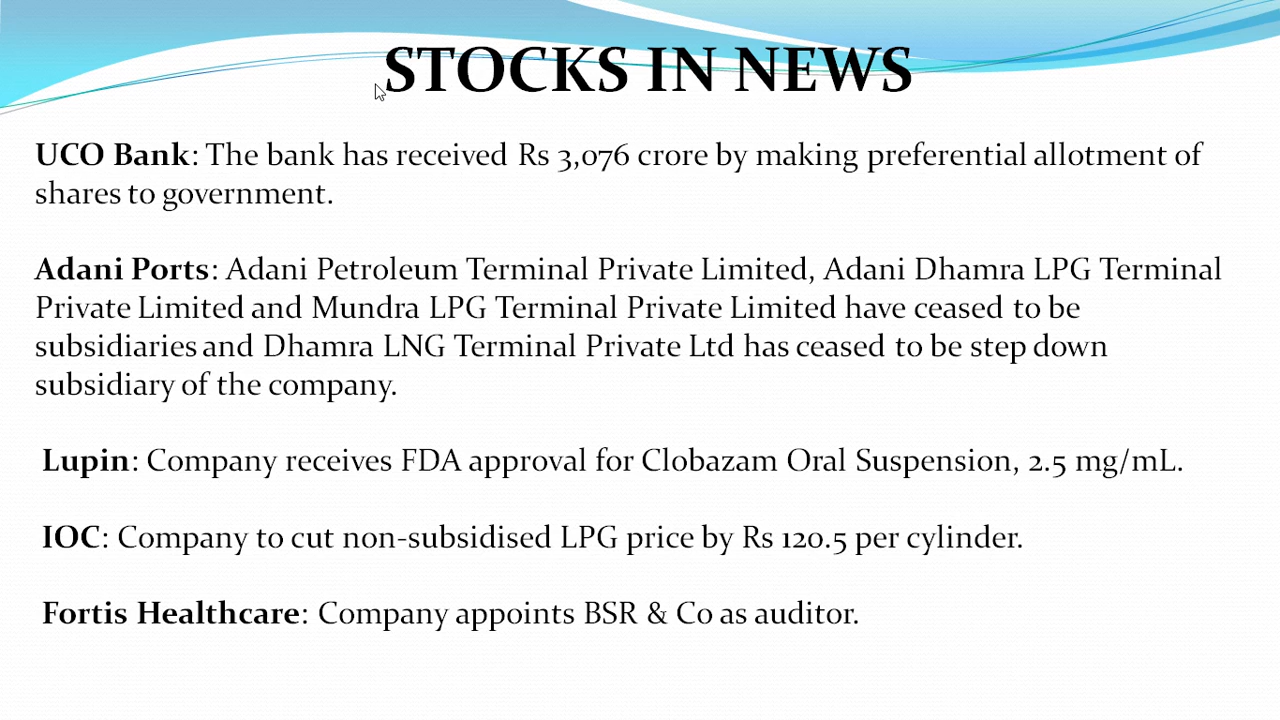 STOCKS IN NEWS
UCO Bank: The bank has received Rs 3,076 crore by making preferential allotment of
shares to government.
Adani Ports: Adani Petroleum Terminal Private Limited, Adani Dhamra LPG Terminal
Private Limited and Mundra LPG Terminal Private Limited have ceased to be
subsidiaries and Dhamra LNG Terminal Private Ltd has ceased to be step down
subsidiary of the company.
Lupin: Company receives FDA approval for Clobazam Oral Suspension, 2.5 mg/mL.
IOC: Company to cut non-subsidised LPG price by Rs 120.5 per cylinder.
Fortis Healthcare: Company appoints BSR & Co as auditor.